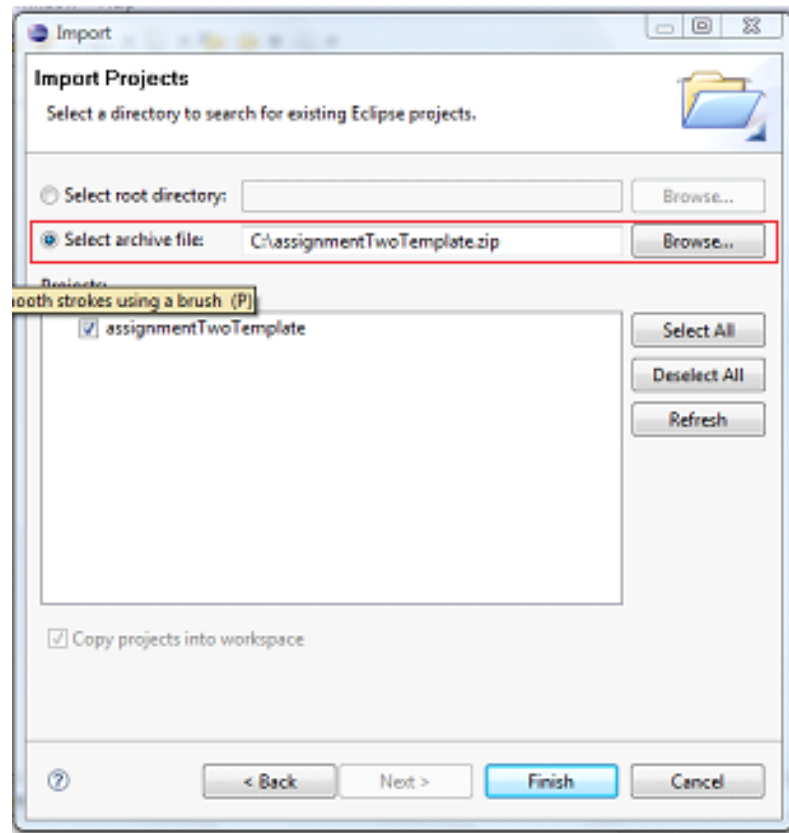 Import
Import Projects
Select a directory to search for existing Eclipse projects.
Select root directory:
Browse...
Select archive file: C:\assignmentTwoTemplate.zip Browse...
Projects:
ooth strokes using a brush (P)
assignmentTwoTemplate
Select All
Deselect All
Refresh
Copy projects into workspace
< Back Next > Finish Cancel